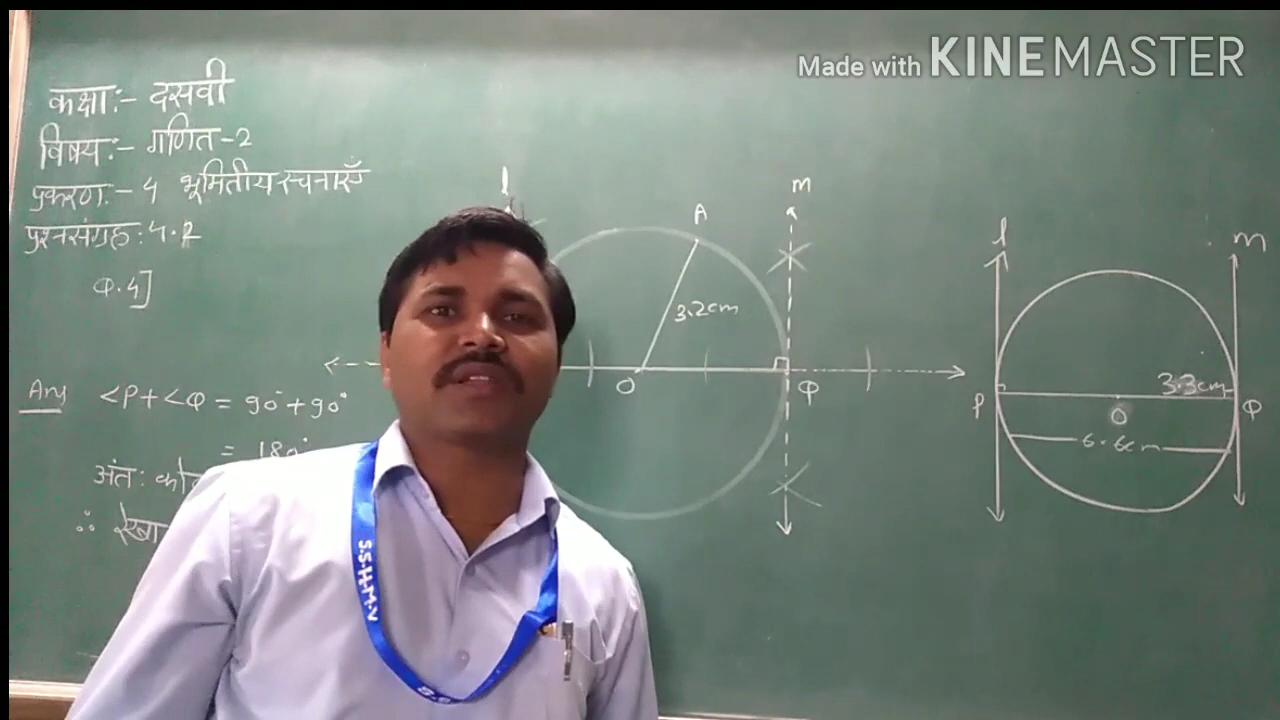 Made with KINEMASTER
कक्षा:- दसवी
विषय:- गणित-2
प्रकरण:- 4 भूमितीय रचनाएँ
प्रश्नसंग्रह: 4.2
Q.4]
Ans <P+<Q = 90°+90°
= 180°
अंत: को
∴ रेखा
l
m
A
3.2cm
O
Q
l
m
P
3.3cm
O
Q
6.6cm
S.S.H.M.V
S.S